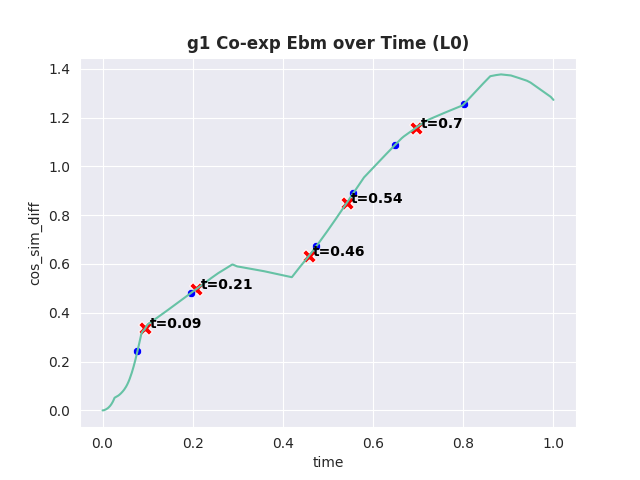 g1 Co-exp Ebm over Time (L0)
1.4
1.2
1.0
0.8
0.6
0.4
0.2
0.0
cos_sim_diff
t=0.7
t=0.54
t=0.46
t=0.21
t=0.09
0.0 0.2 0.4 0.6 0.8 1.0
time